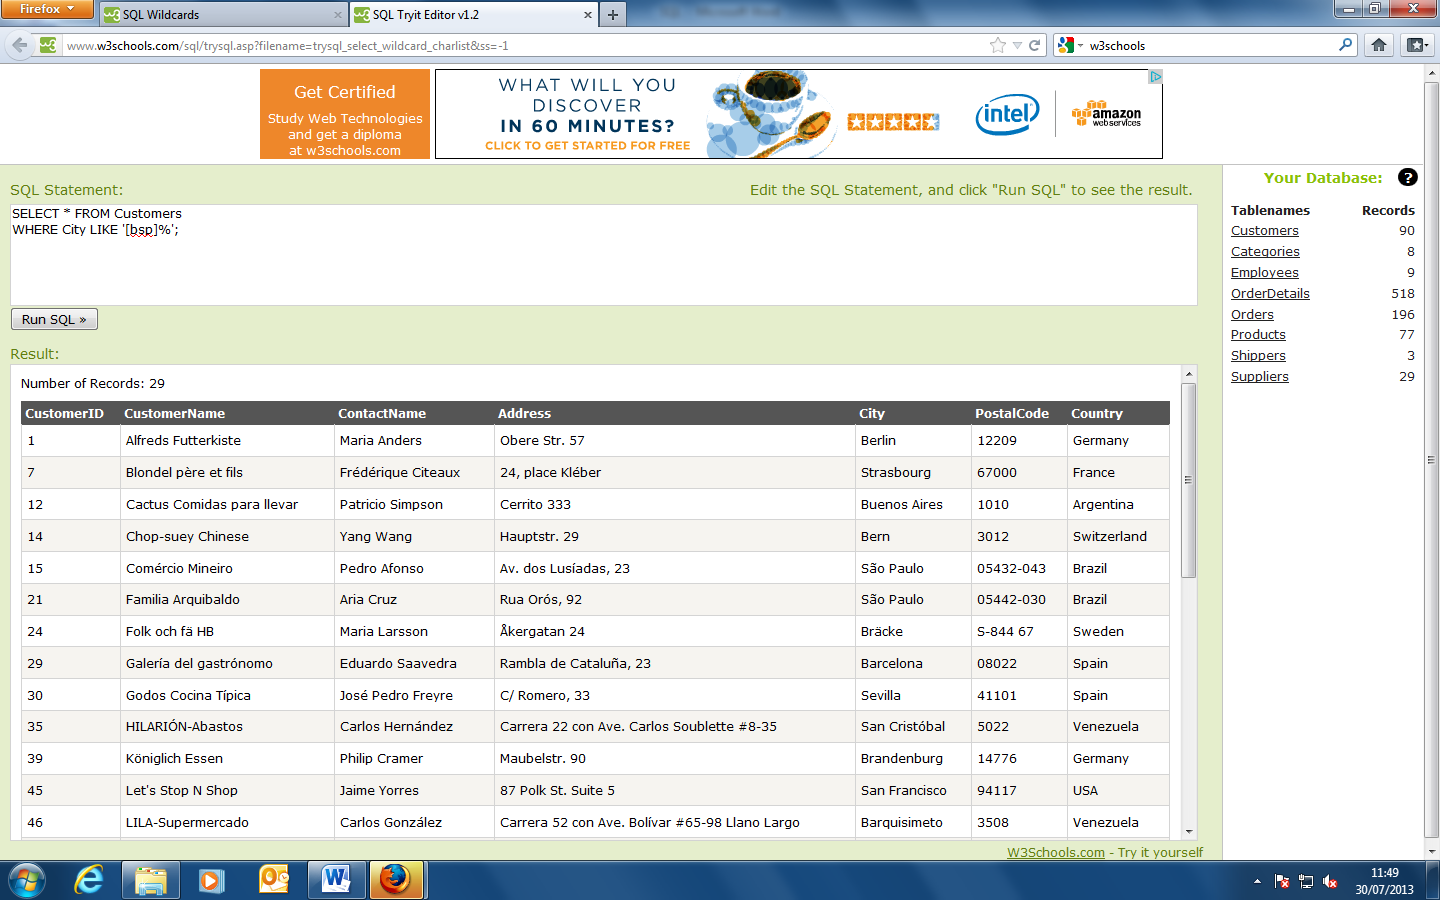 Firefox
SQL Wildcards
SQL Tryit Editor v1.2
www.w3schools.com/sql/trysql.asp?filename=trysql_select_wildcard_charlist&ss=-1
w3schools
Get Certified
Study Web Technologies
and get a diploma
at w3schools.com
WHAT WILL YOU
DISCOVER
IN 60 MINUTES?
CLICK TO GET STARTED FOR FREE
intel
amazon
web services
SQL Statement:
Edit the SQL Statement, and click "Run SQL" to see the result.
SELECT * FROM Customers
WHERE City LIKE '[bsp]%';
Run SQL »
Result:
Number of Records: 29
CustomerID CustomerName ContactName Address City PostalCode Country
1 Alfreds Futterkiste Maria Anders Obere Str. 57 Berlin 12209 Germany
7 Blondel père et fils Frédérique Citeaux 24, place Kléber Strasbourg 67000 France
12 Cactus Comidas para llevar Patricio Simpson Cerrito 333 Buenos Aires 1010 Argentina
14 Chop-suey Chinese Yang Wang Hauptstr. 29 Bern 3012 Switzerland
15 Comércio Mineiro Pedro Afonso Av. dos Lusíadas, 23 São Paulo 05432-043 Brazil
21 Familia Arquibaldo Aria Cruz Rua Orós, 92 São Paulo 05442-030 Brazil
24 Folk och fä HB Maria Larsson Åkergatan 24 Bräcke S-844 67 Sweden
29 Galería del gastrónomo Eduardo Saavedra Rambla de Cataluña, 23 Barcelona 08022 Spain
30 Godos Cocina Típica José Pedro Freyre C/ Romero, 33 Sevilla 41101 Spain
35 HILARIÓN-Abastos Carlos Hernández Carrera 22 con Ave. Carlos Soublette #8-35 San Cristóbal 5022 Venezuela
39 Königlich Essen Philip Cramer Maubelstr. 90 Brandenburg 14776 Germany
45 Let's Stop N Shop Jaime Yorres 87 Polk St. Suite 5 San Francisco 94117 USA
46 LILA-Supermercado Carlos González Carrera 52 con Ave. Bolívar #65-98 Llano Largo Barquisimeto 3508 Venezuela
W3Schools.com - Try it yourself
Your Database: ?
Tablenames Records
Customers 90
Categories 8
Employees 9
OrderDetails 518
Orders 196
Products 77
Shippers 3
Suppliers 29
11:49
30/07/2013